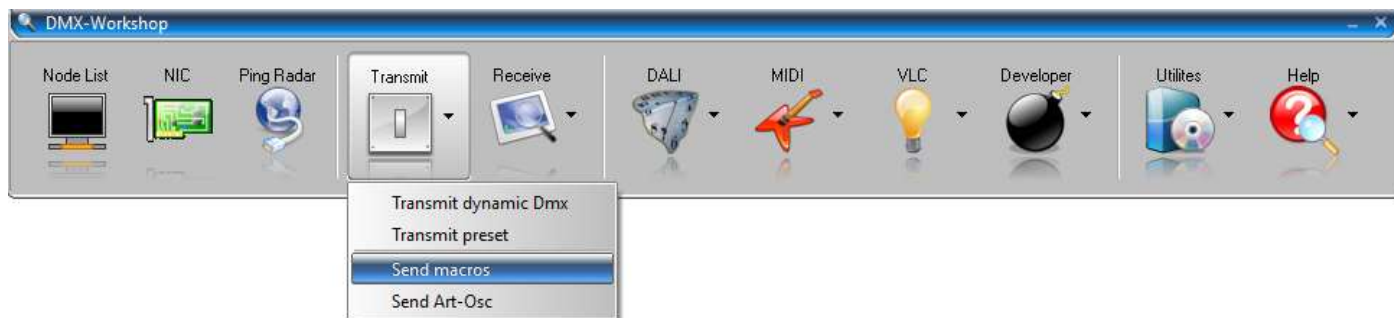 DMX-Workshop
Node List NIC Ping Radar Transmit Receive DALI MIDI VLC Developer Utilites Help
Transmit dynamic Dmx
Transmit preset
Send macros
Send Art-Osc